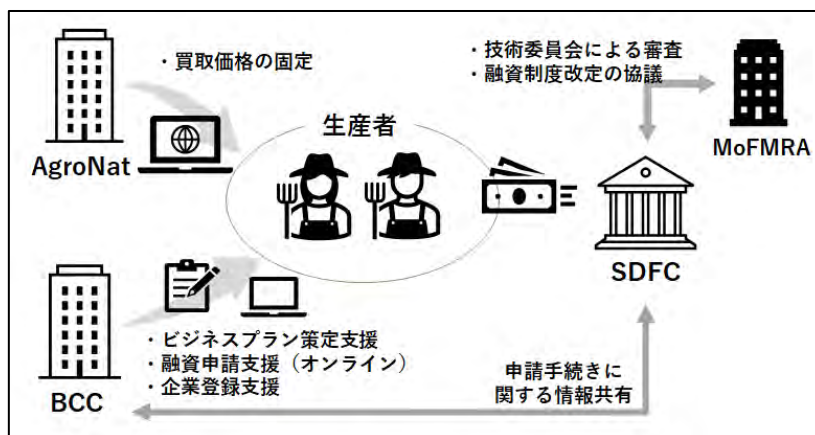 ・買取価格の固定
・技術委員会による審査
・融資制度改定の協議
生産者
AgroNat
MoFMRA
SDFC
・ビジネスプラン策定支援
・融資申請支援（オンライン）
・企業登録支援
BCC
申請手続きに
関する情報共有